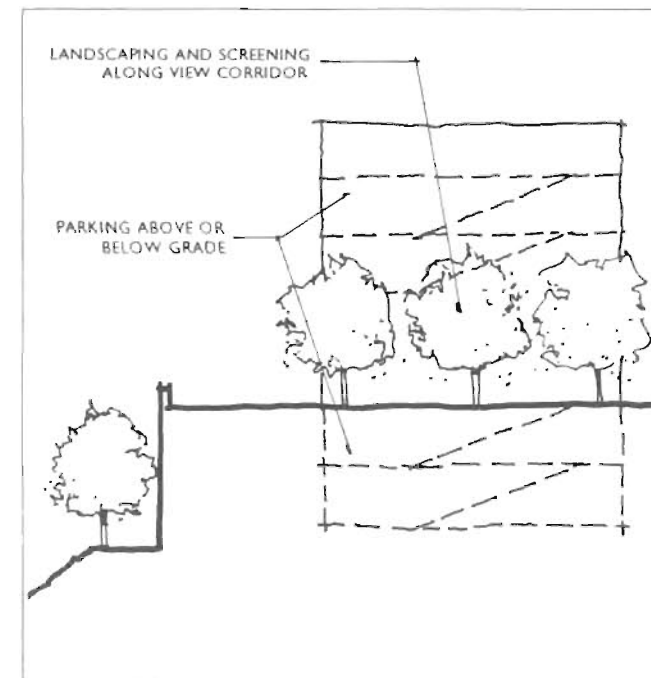 LANDSCAPING AND SCREENING
ALONG VIEW CORRIDOR
PARKING ABOVE OR
BELOW GRADE